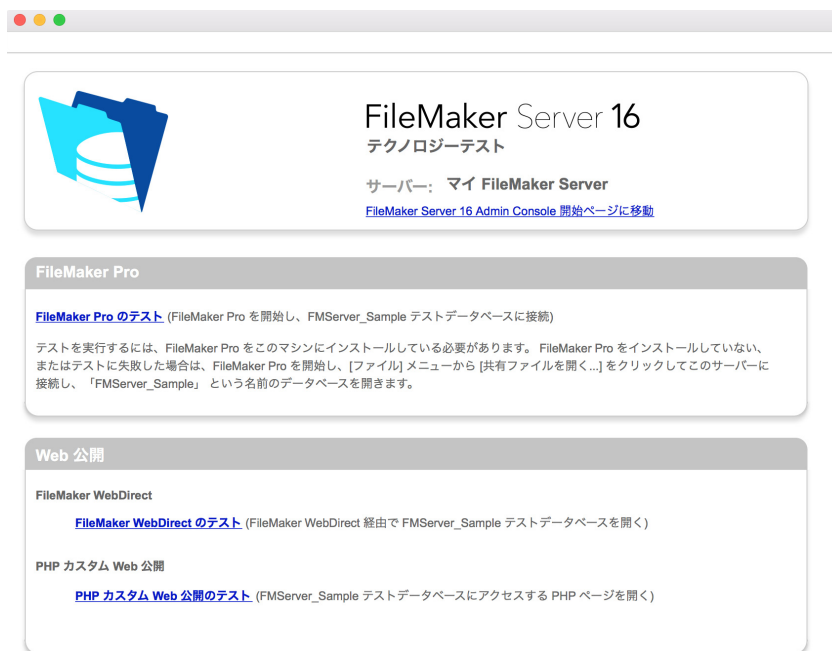 FileMaker Server 16
テクノロジーテスト
サーバー: マイ FileMaker Server
FileMaker Server 16 Admin Console 開始ページに移動
FileMaker Pro
FileMaker Pro のテスト (FileMaker Pro を開始し、FMServer_Sample テストデータベースに接続)
テストを実行するには、FileMaker Pro をこのマシンにインストールしている必要があります。 FileMaker Pro をインストールしていない、
またはテストに失敗した場合は、FileMaker Pro を開始し、[ファイル] メニューから [共有ファイルを開く...] をクリックしてこのサーバーに
接続し、「FMServer_Sample」 という名前のデータベースを開きます。
Web 公開
FileMaker WebDirect
FileMaker WebDirect のテスト (FileMaker WebDirect 経由で FMServer_Sample テストデータベースを開く)
PHP カスタム Web 公開
PHP カスタム Web 公開のテスト (FMServer_Sample テストデータベースにアクセスする PHP ページを開く)